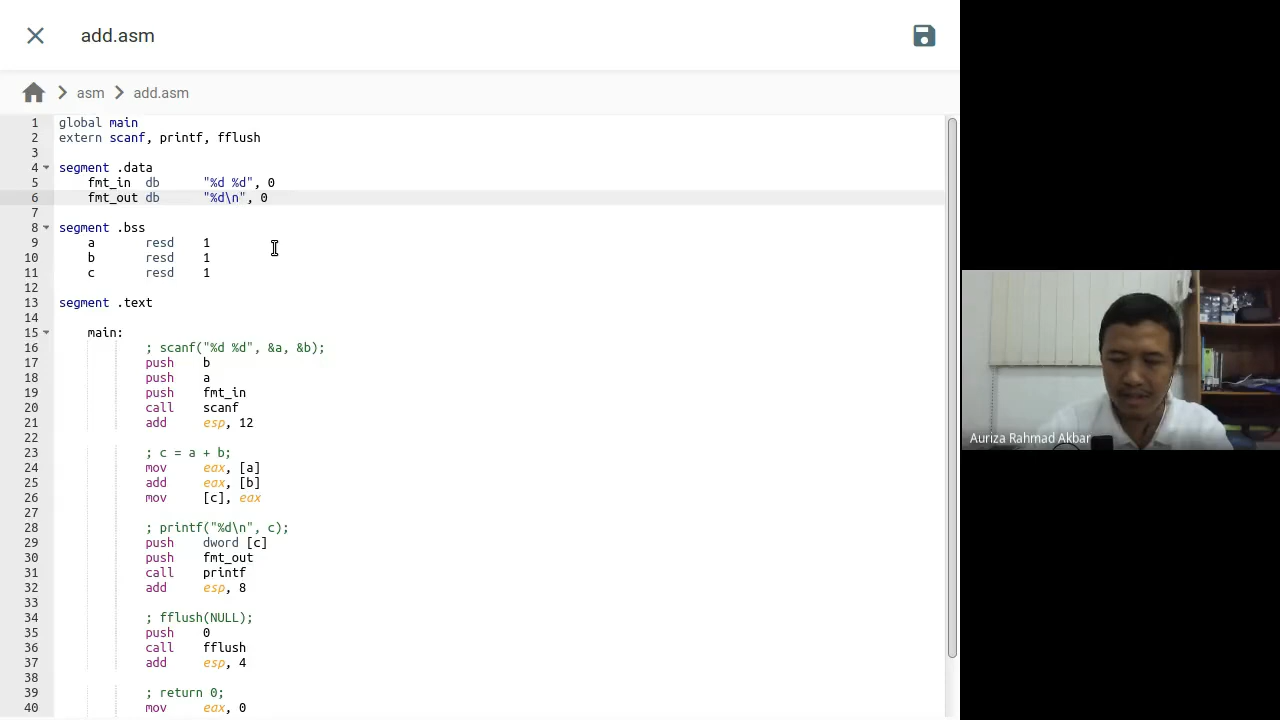 add.asm
asm > add.asm
1 global main
2 extern scanf, printf, fflush
3
4 segment .data
5 fmt_in db "%d %d", 0
6 fmt_out db "%d\n", 0
7
8 segment .bss
9 a resd 1
10 b resd 1
11 c resd 1
12
13 segment .text
14
15 main:
16 ; scanf("%d %d", &a, &b);
17 push b
18 push a
19 push fmt_in
20 call scanf
21 add esp, 12
22
23 ; c = a + b;
24 mov eax, [a]
25 add eax, [b]
26 mov [c], eax
27
28 ; printf("%d\n", c);
29 push dword [c]
30 push fmt_out
31 call printf
32 add esp, 8
33
34 ; fflush(NULL);
35 push 0
36 call fflush
37 add esp, 4
38
39 ; return 0;
40 mov eax, 0
Auriza Rahmad Akbar